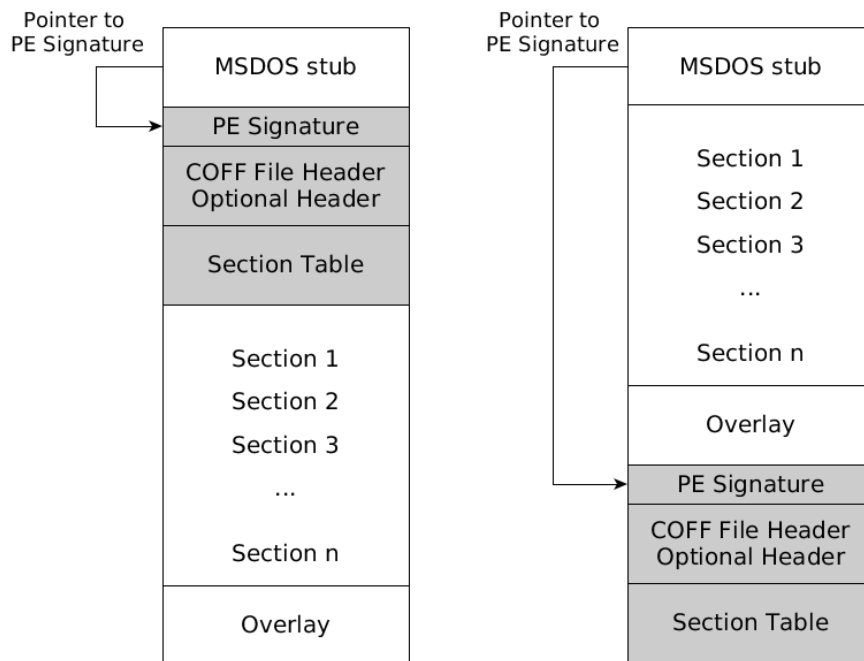 Pointer to
PE Signature
MSDOS stub
PE Signature
COFF File Header
Optional Header
Section Table
Section 1
Section 2
Section 3
...
Section n
Overlay
Pointer to
PE Signature
MSDOS stub
Section 1
Section 2
Section 3
...
Section n
Overlay
PE Signature
COFF File Header
Optional Header
Section Table